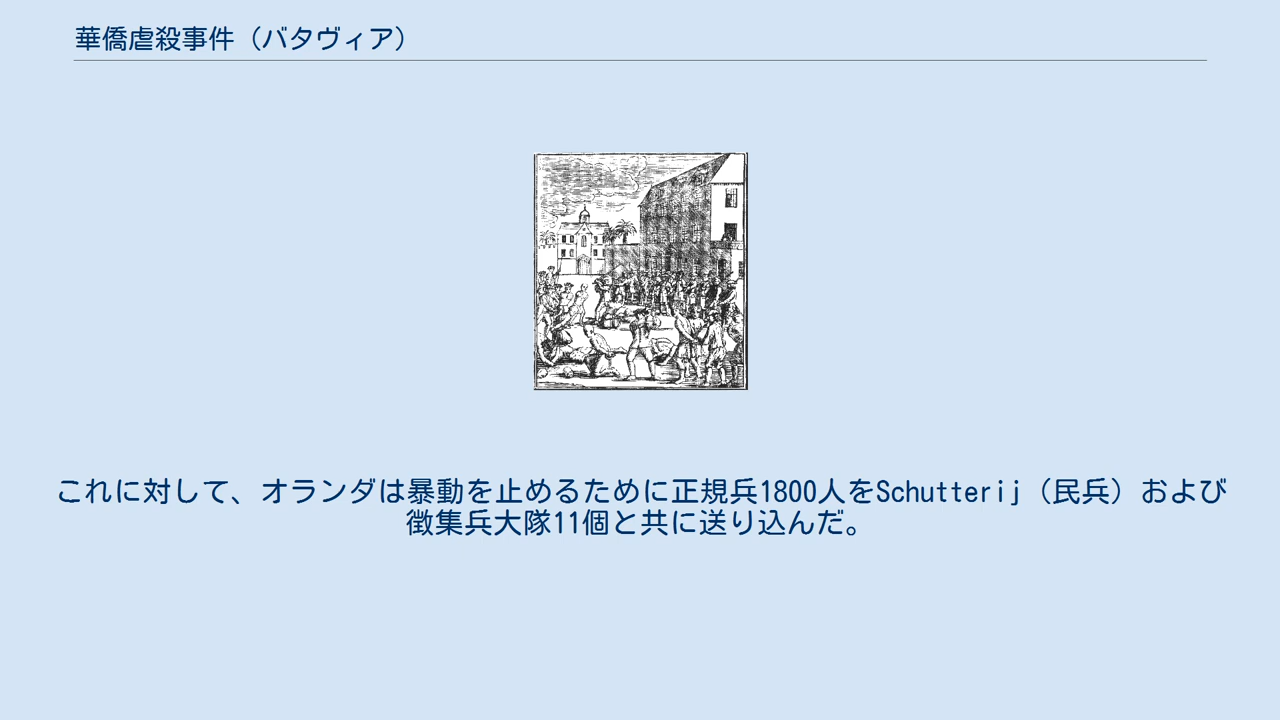 華僑虐殺事件（バタヴィア）
これに対して、オランダは暴動を止めるために正規兵1800人をSchutterij（民兵）および
徴集兵大隊11個と共に送り込んだ。